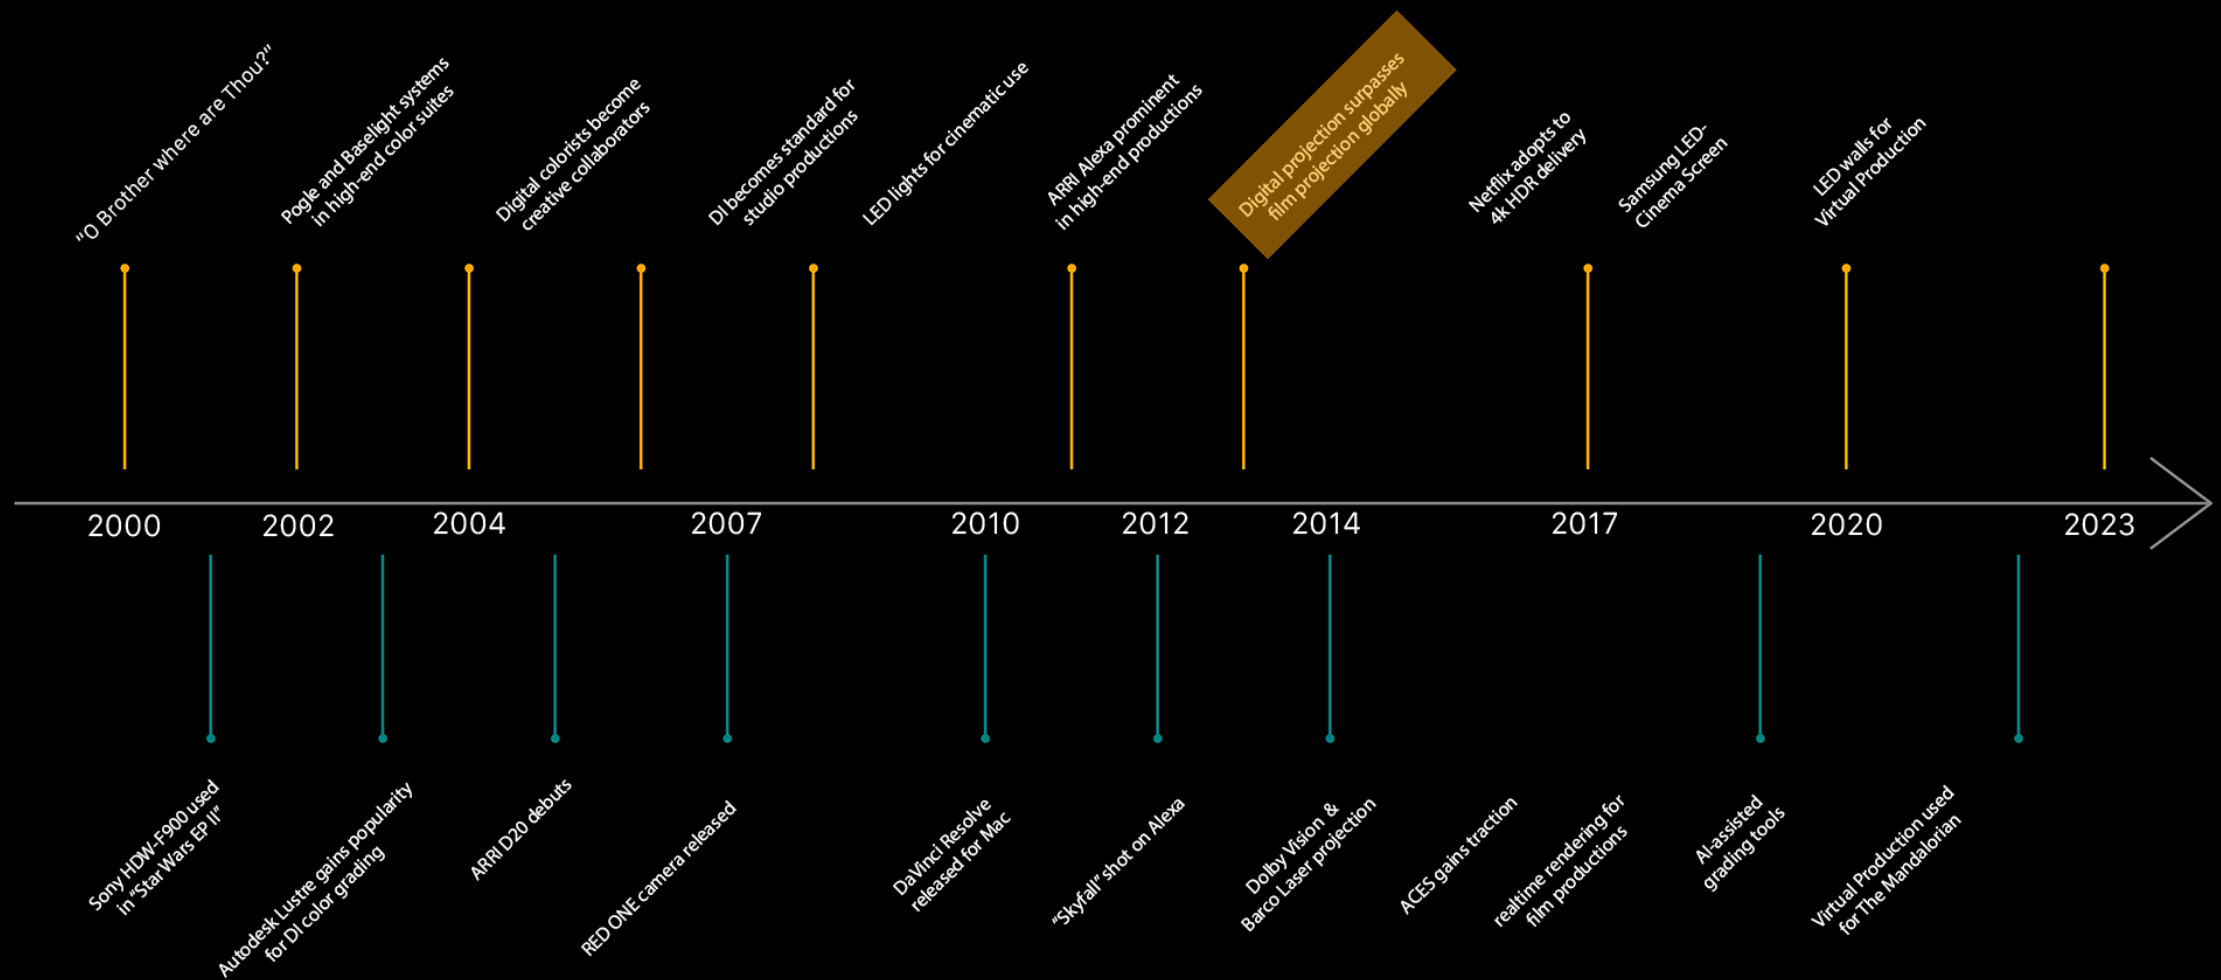 “O Brother where are Thou?”
Pogle and Baselight systems
in high-end color suites
Digital colorists become
creative collaborators
DI becomes standard for
studio productions
LED lights for cinematic use
ARRI Alexa prominent
in high-end productions
Digital projection surpasses
film projection globally
Netflix adopts to
4k HDR delivery
Samsung LED-
Cinema Screen
LED walls for
Virtual Production
2000
2002
2004
2007
2010
2012
2014
2017
2020
2023
Sony HDW-F900 used
in “Star Wars EP II”
Autodesk Lustre gains popularity
for DI color grading
ARRI D20 debuts
RED ONE camera released
DaVinci Resolve
released for Mac
“Skyfall” shot on Alexa
Dolby Vision &
Barco Laser projection
ACES gains traction
realtime rendering for
film productions
AI-assisted
grading tools
Virtual Production used
for The Mandalorian